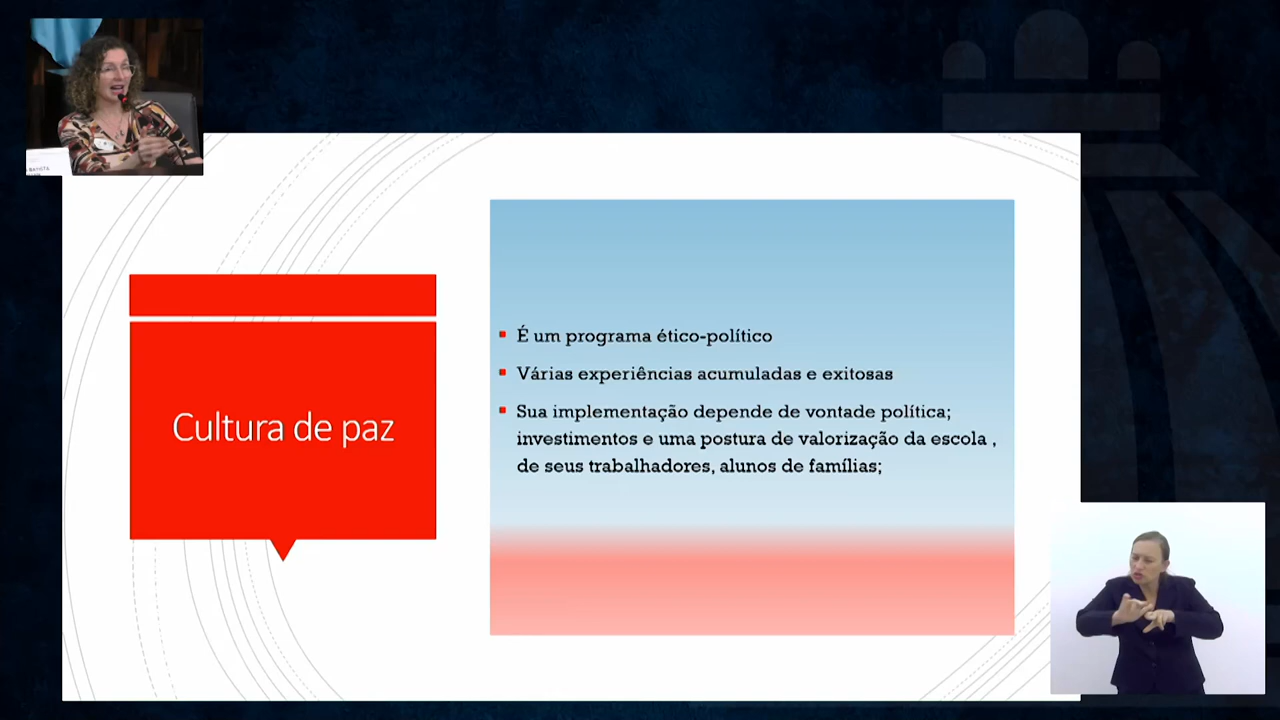 Cultura de paz
É um programa ético-político
Várias experiências acumuladas e exitosas
Sua implementação depende de vontade política;
investimentos e uma postura de valorização da escola ,
de seus trabalhadores, alunos de famílias;